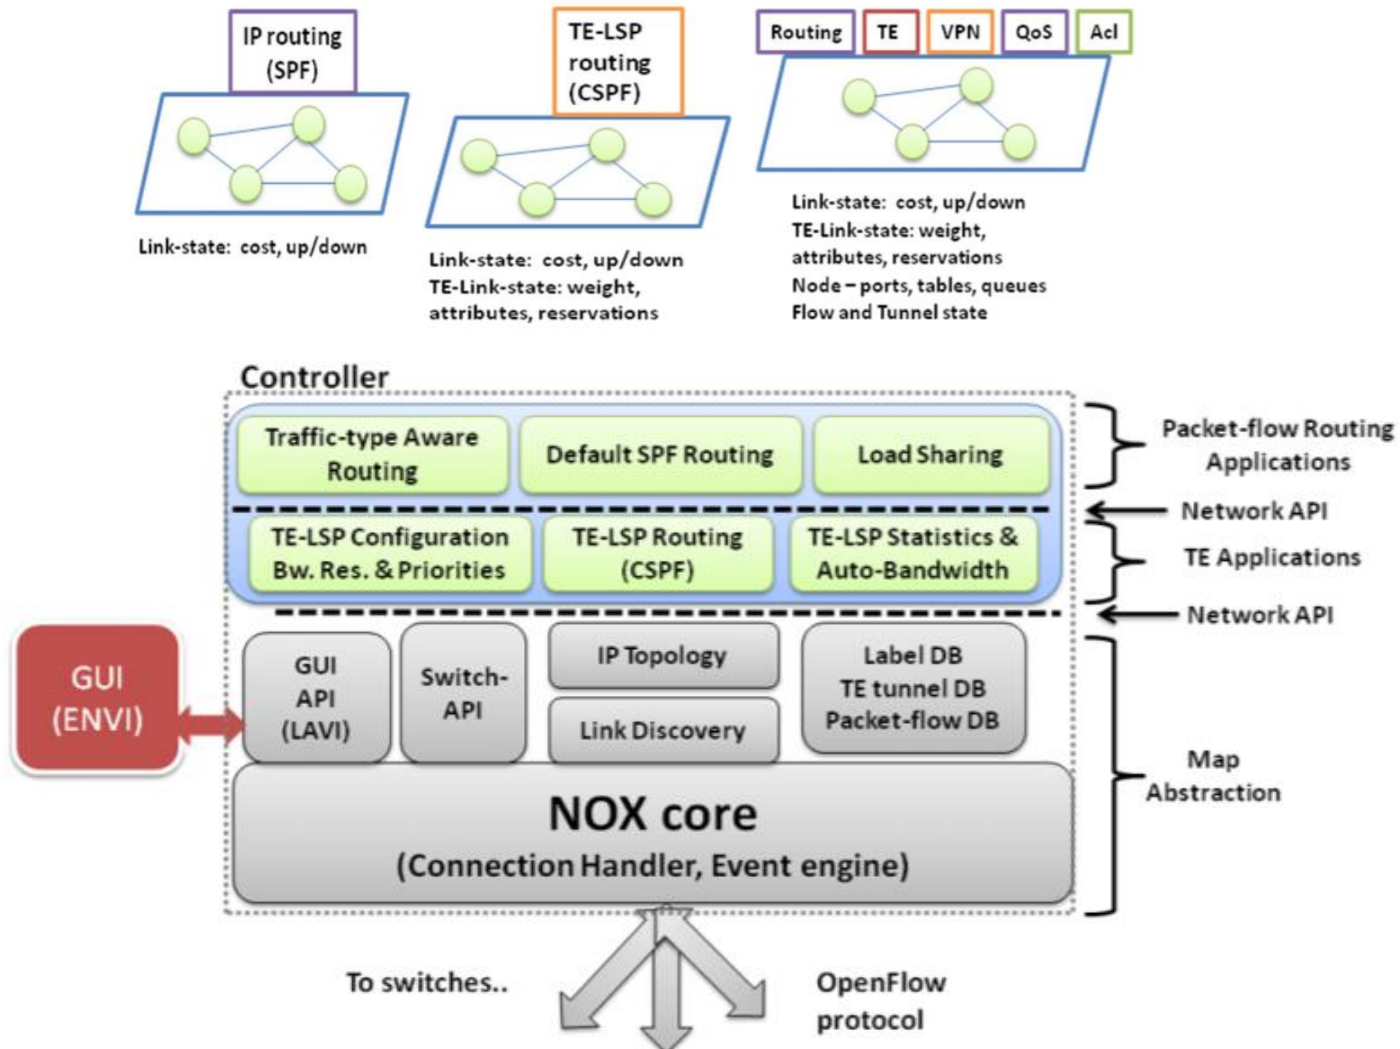 IP routing
(SPF)
Link-state:  cost, up/down
TE-LSP
routing
(CSPF)
Link-state:  cost, up/down
TE-Link-state: weight,
attributes, reservations
Routing
TE
VPN
QoS
Acl
Link-state:  cost, up/down
TE-Link-state: weight,
attributes, reservations
Node – ports, tables, queues
Flow and Tunnel state
Controller
Traffic-type Aware
Routing
Default SPF Routing
Load Sharing
Packet-flow Routing
Applications
Network API
TE-LSP Configuration
Bw. Res. & Priorities
TE-LSP Routing
(CSPF)
TE-LSP Statistics &
Auto-Bandwidth
TE Applications
Network API
GUI
(ENVI)
GUI
API
(LAVI)
Switch-
API
IP Topology
Link Discovery
Label DB
TE tunnel DB
Packet-flow DB
Map
Abstraction
NOX core
(Connection Handler, Event engine)
To switches..
OpenFlow
protocol